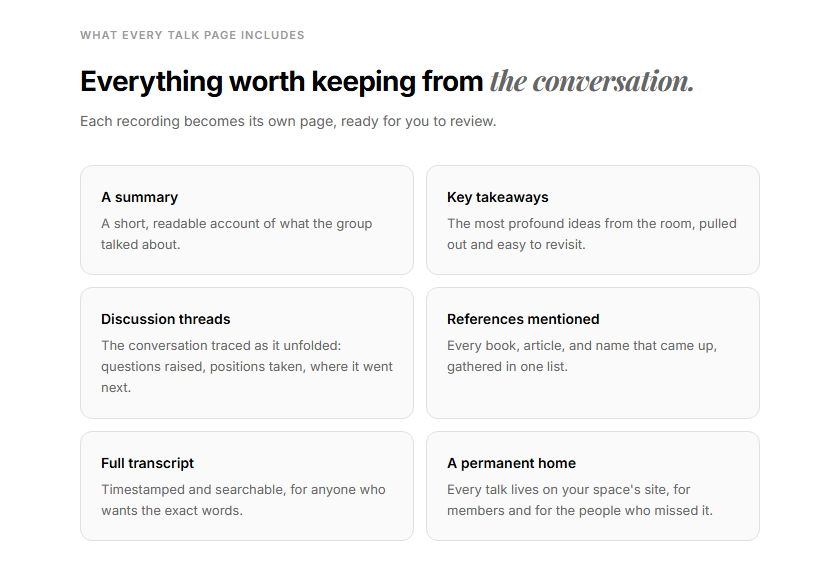 WHAT EVERY TALK PAGE INCLUDES
Everything worth keeping from the conversation.
Each recording becomes its own page, ready for you to review.
A summary
A short, readable account of what the group
talked about.
Key takeaways
The most profound ideas from the room, pulled
out and easy to revisit.
Discussion threads
The conversation traced as it unfolded:
questions raised, positions taken, where it went
next.
References mentioned
Every book, article, and name that came up,
gathered in one list.
Full transcript
Timestamped and searchable, for anyone who
wants the exact words.
A permanent home
Every talk lives on your space's site, for
members and for the people who missed it.